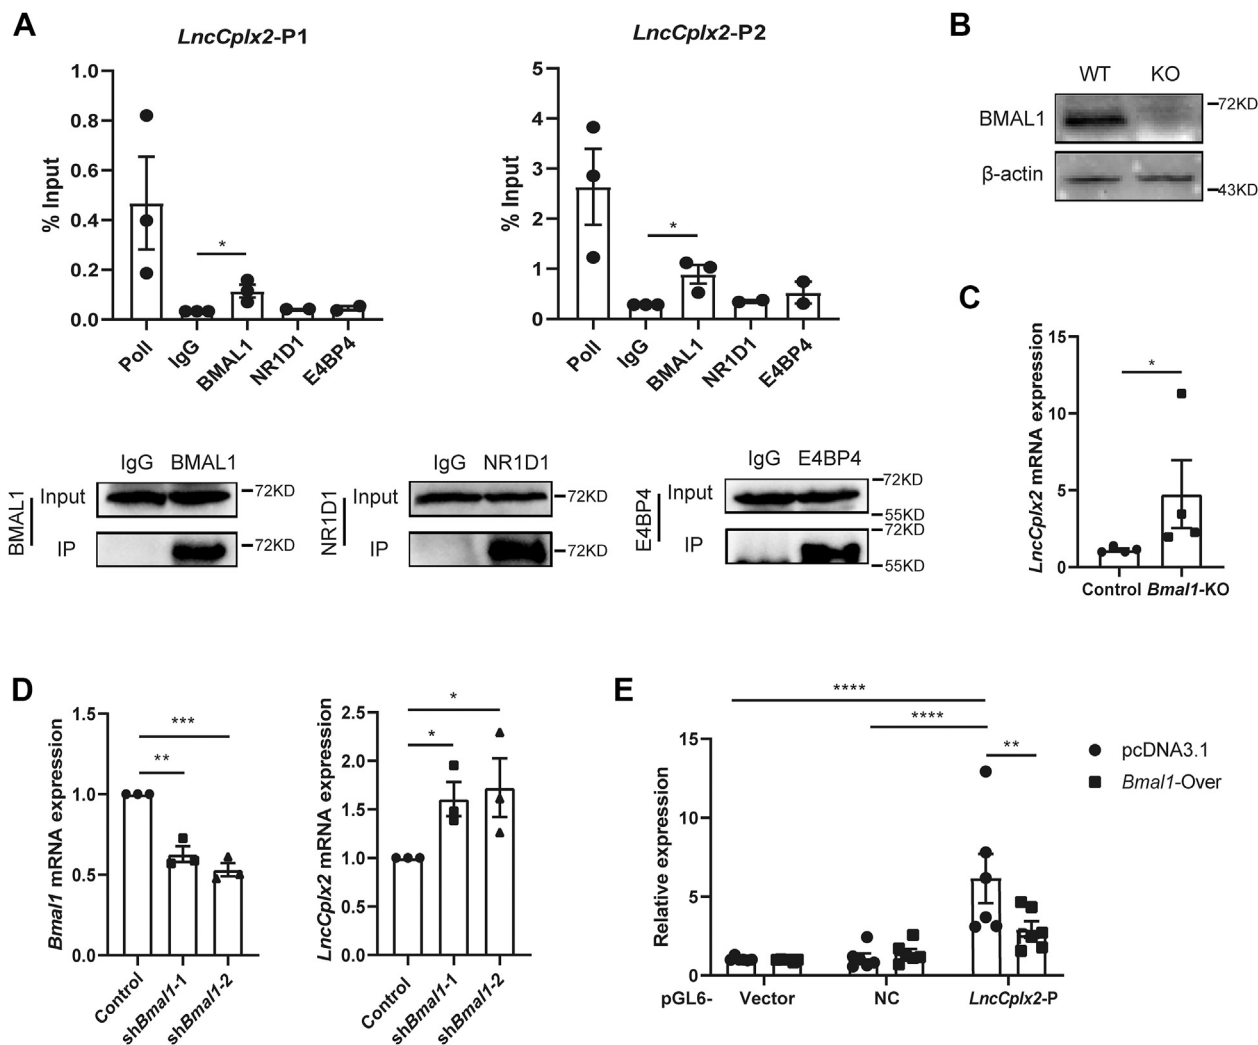 A
LncCplx2-P1
% Input
1.0
0.8
0.6
0.4
0.2
0.0
*
PolI
IgG
BMAL1
NR1D1
E4BP4
LncCplx2-P2
% Input
5
4
3
2
1
0
*
PolI
IgG
BMAL1
NR1D1
E4BP4
IgG BMAL1
BMAL1
Input
72KD
IP
72KD
IgG NR1D1
NR1D1
Input
72KD
IP
72KD
IgG E4BP4
E4BP4
Input
72KD
55KD
IP
72KD
55KD
B
WT KO
BMAL1
72KD
β-actin
43KD
C
LncCplx2 mRNA expression
15
10
5
0
*
Control Bmal1-KO
D
Bmal1 mRNA expression
1.5
1.0
0.5
0.0
***
**
Control
shBmal1-1
shBmal1-2
LncCplx2 mRNA expression
2.5
2.0
1.5
1.0
0.5
0.0
*
*
Control
shBmal1-1
shBmal1-2
E
Relative expression
15
10
5
0
****
****
**
pcDNA3.1
Bmal1-Over
pGL6- Vector NC LncCplx2-P